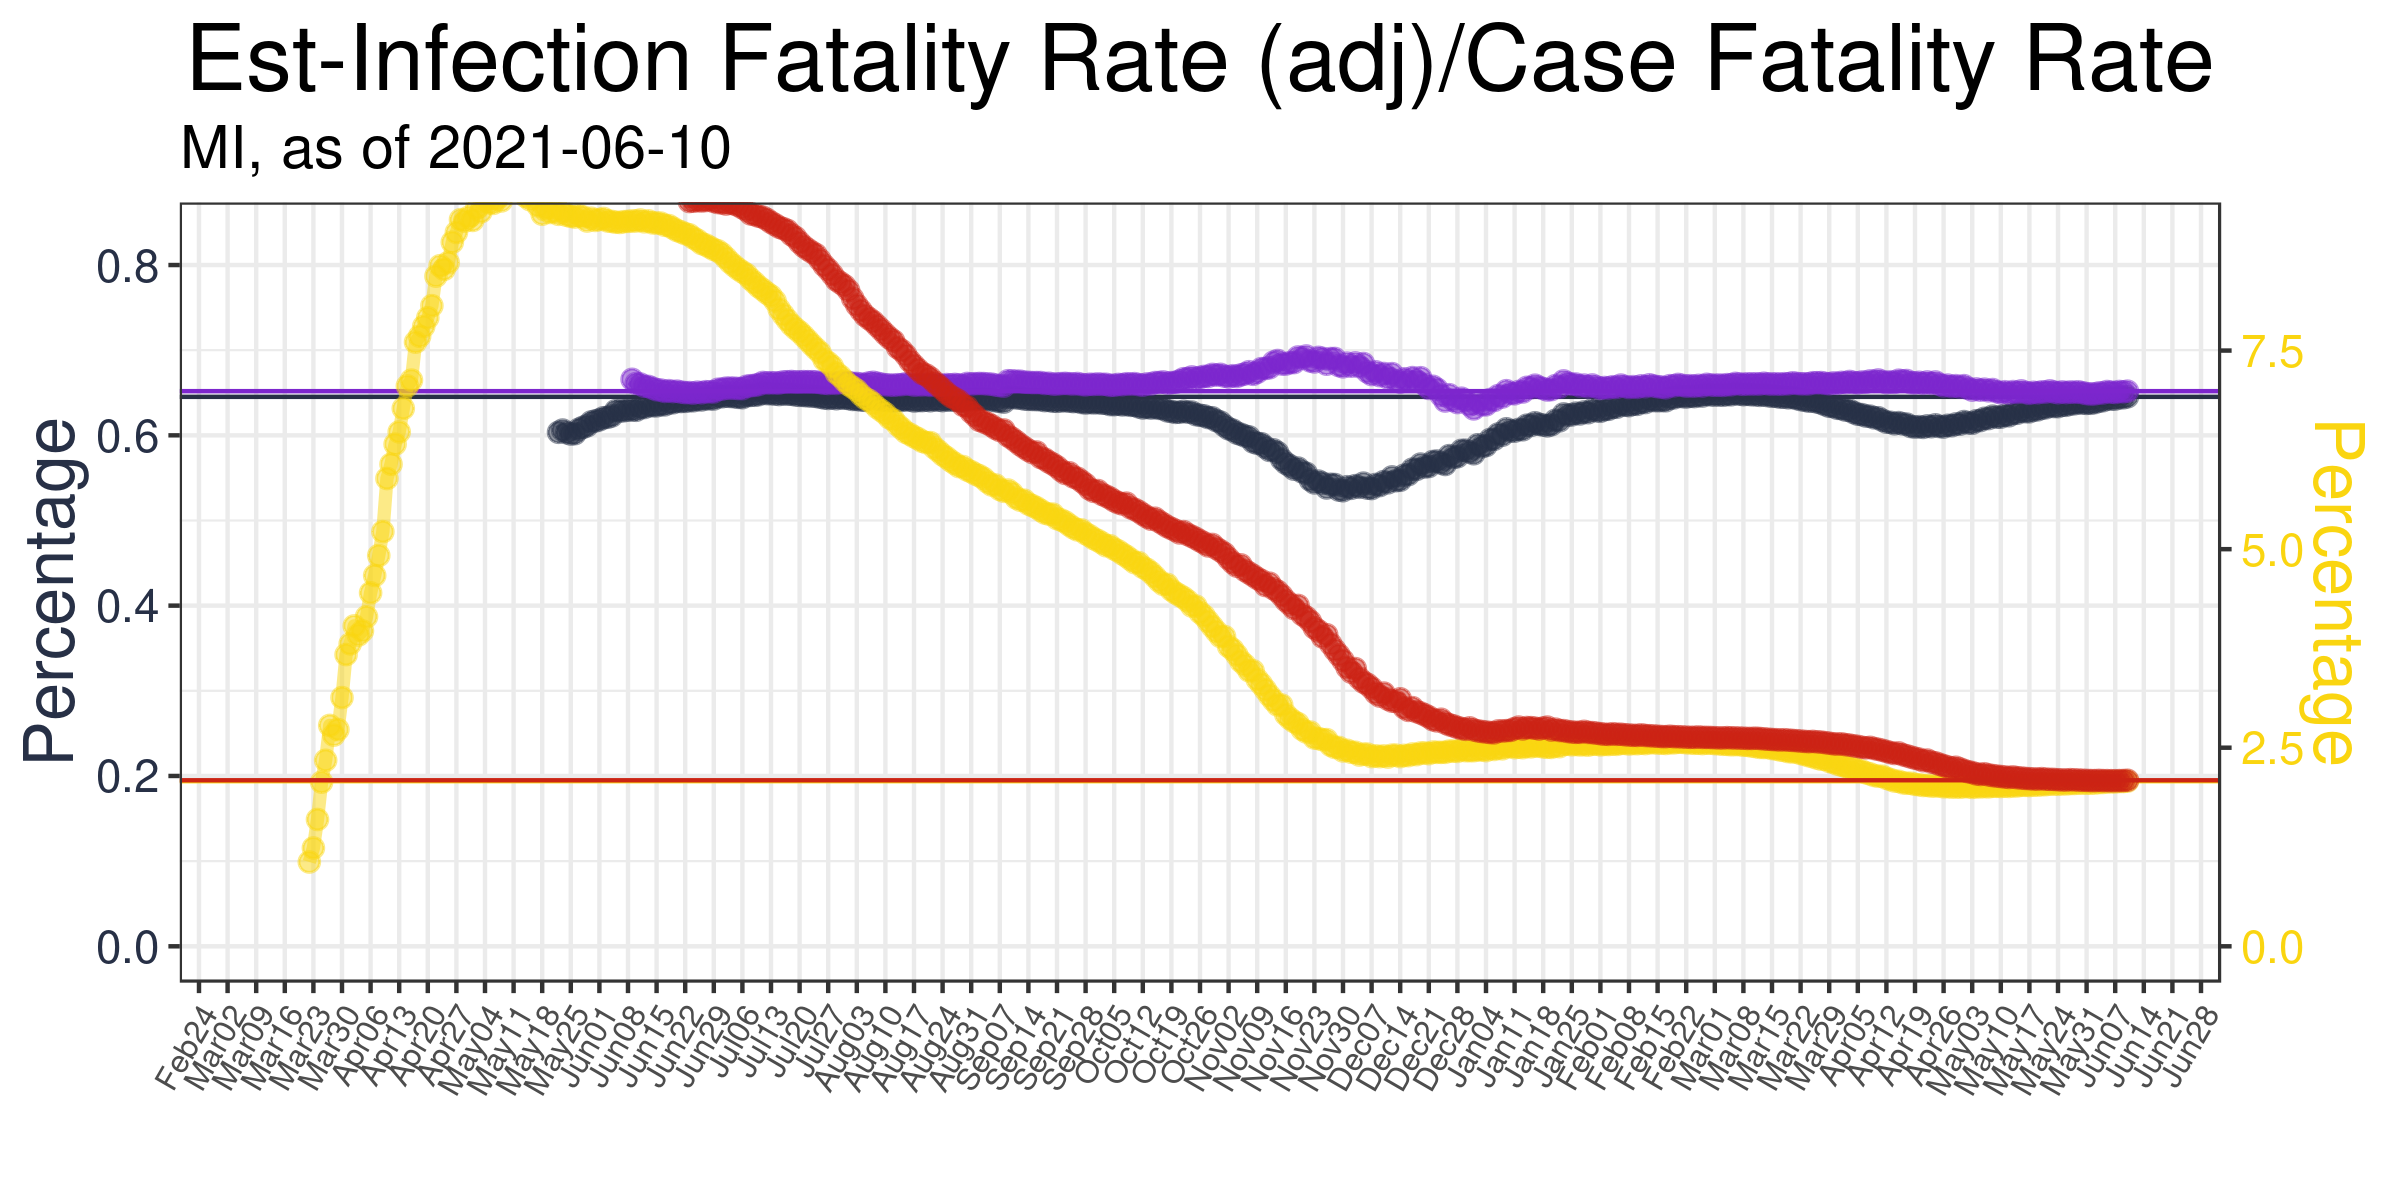 Est-Infection Fatality Rate (adj)/Case Fatality Rate
MI, as of 2021-06-10
Percentage
0.8
0.6
0.4
0.2
0.0
7.5
5.0
2.5
0.0
Percentage
Feb24
Mar02
Mar09
Mar16
Mar23
Mar30
Apr06
Apr13
Apr20
Apr27
May04
May11
May18
May25
Jun01
Jun08
Jun15
Jun22
Jun29
Jul06
Jul13
Jul20
Jul27
Aug03
Aug10
Aug17
Aug24
Aug31
Sep07
Sep14
Sep21
Sep28
Oct05
Oct12
Oct19
Oct26
Nov02
Nov09
Nov16
Nov23
Nov30
Dec07
Dec14
Dec21
Dec28
Jan04
Jan11
Jan18
Jan25
Feb01
Feb08
Feb15
Feb22
Mar01
Mar08
Mar15
Mar22
Mar29
Apr05
Apr12
Apr19
Apr26
May03
May10
May17
May24
May31
Jun07
Jun14
Jun21
Jun28